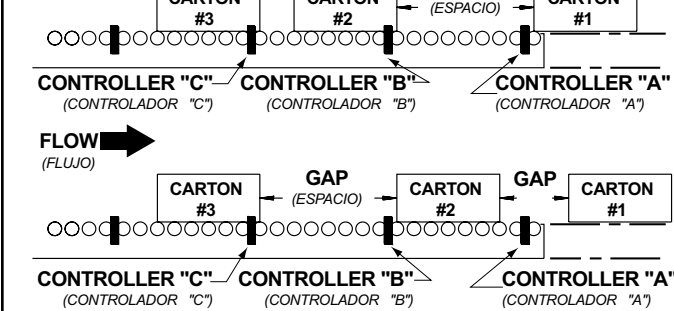 CARTON CARTON (ESPACIO) CARTON
#3 #2 #1
CONTROLLER "C" CONTROLLER "B" CONTROLLER "A"
(CONTROLADOR "C") (CONTROLADOR "B") (CONTROLADOR "A")
FLOW
(FLUJO)
GAP GAP
CARTON (ESPACIO) CARTON CARTON
#3 #2 #1
CONTROLLER "C" CONTROLLER "B" CONTROLLER "A"
(CONTROLADOR "C") (CONTROLADOR "B") (CONTROLADOR "A")